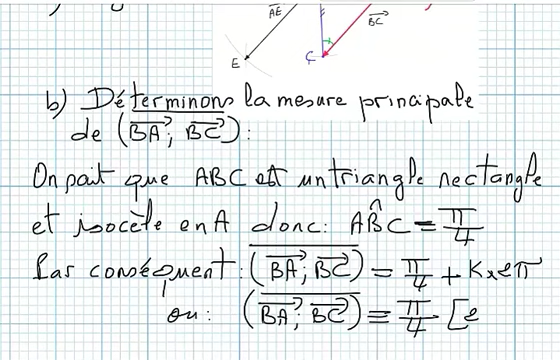 AE
BC
E
C
b) Déterminons la mesure principale
de (BA; BC):
On sait que ABC est un triangle rectangle
et isocèle en A donc: AB̂C = π/4
Par conséquent: (BA; BC) = π/4 + K×2π
ou: (BA; BC) ≡ π/4 [2